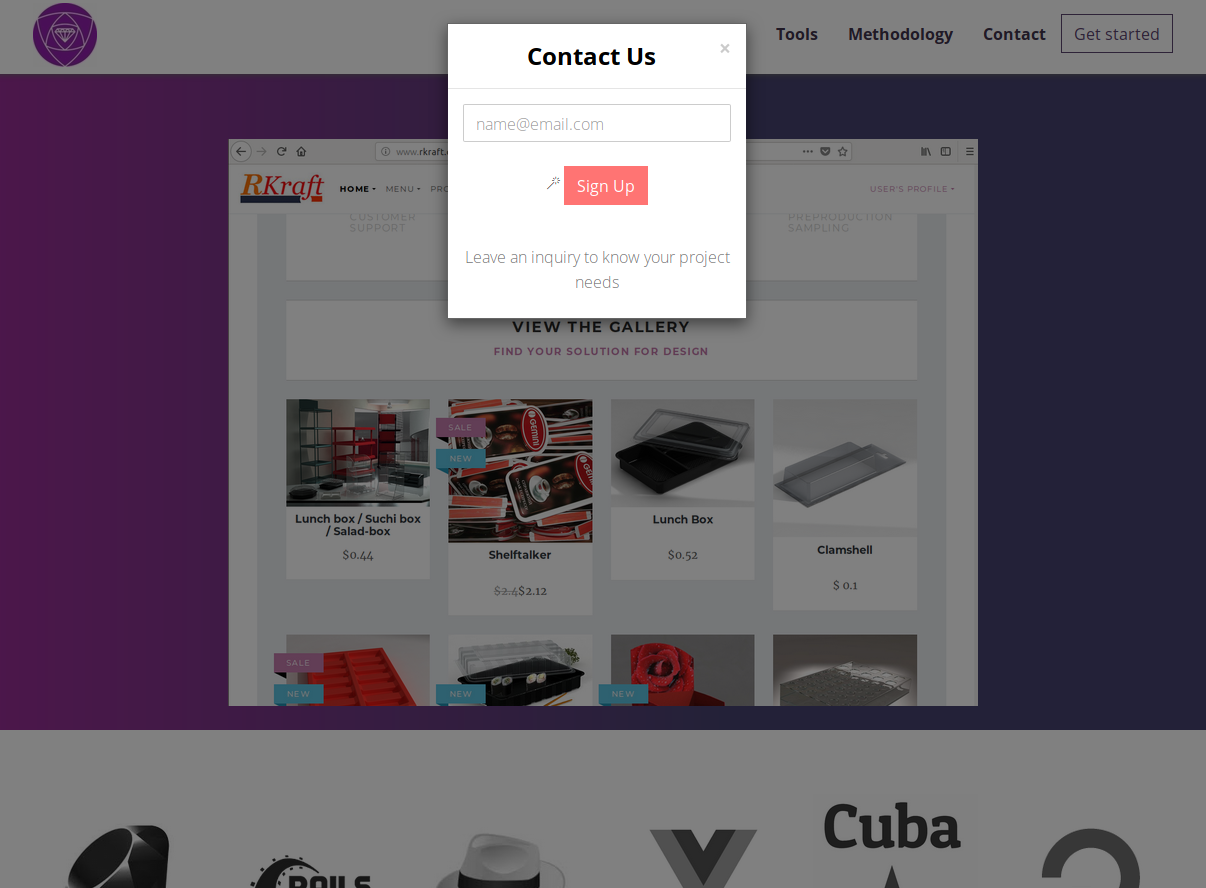 Tools Methodology Contact Get started
Contact Us ×
name@email.com
Sign Up
Leave an inquiry to know your project
needs
www.rkraft.
RKraft HOME MENU USER'S PROFILE
CUSTOMER
SUPPORT
PREPRODUCTION
SAMPLING
VIEW THE GALLERY
FIND YOUR SOLUTION FOR DESIGN
SALE
NEW
GEMINI
Lunch box / Suchi box
/ Salad-box
$0.44
Shelftalker
$2.4$2.12
Lunch Box
$0.52
Clamshell
$ 0.1
SALE
NEW
NEW
NEW
RAILS
Cuba